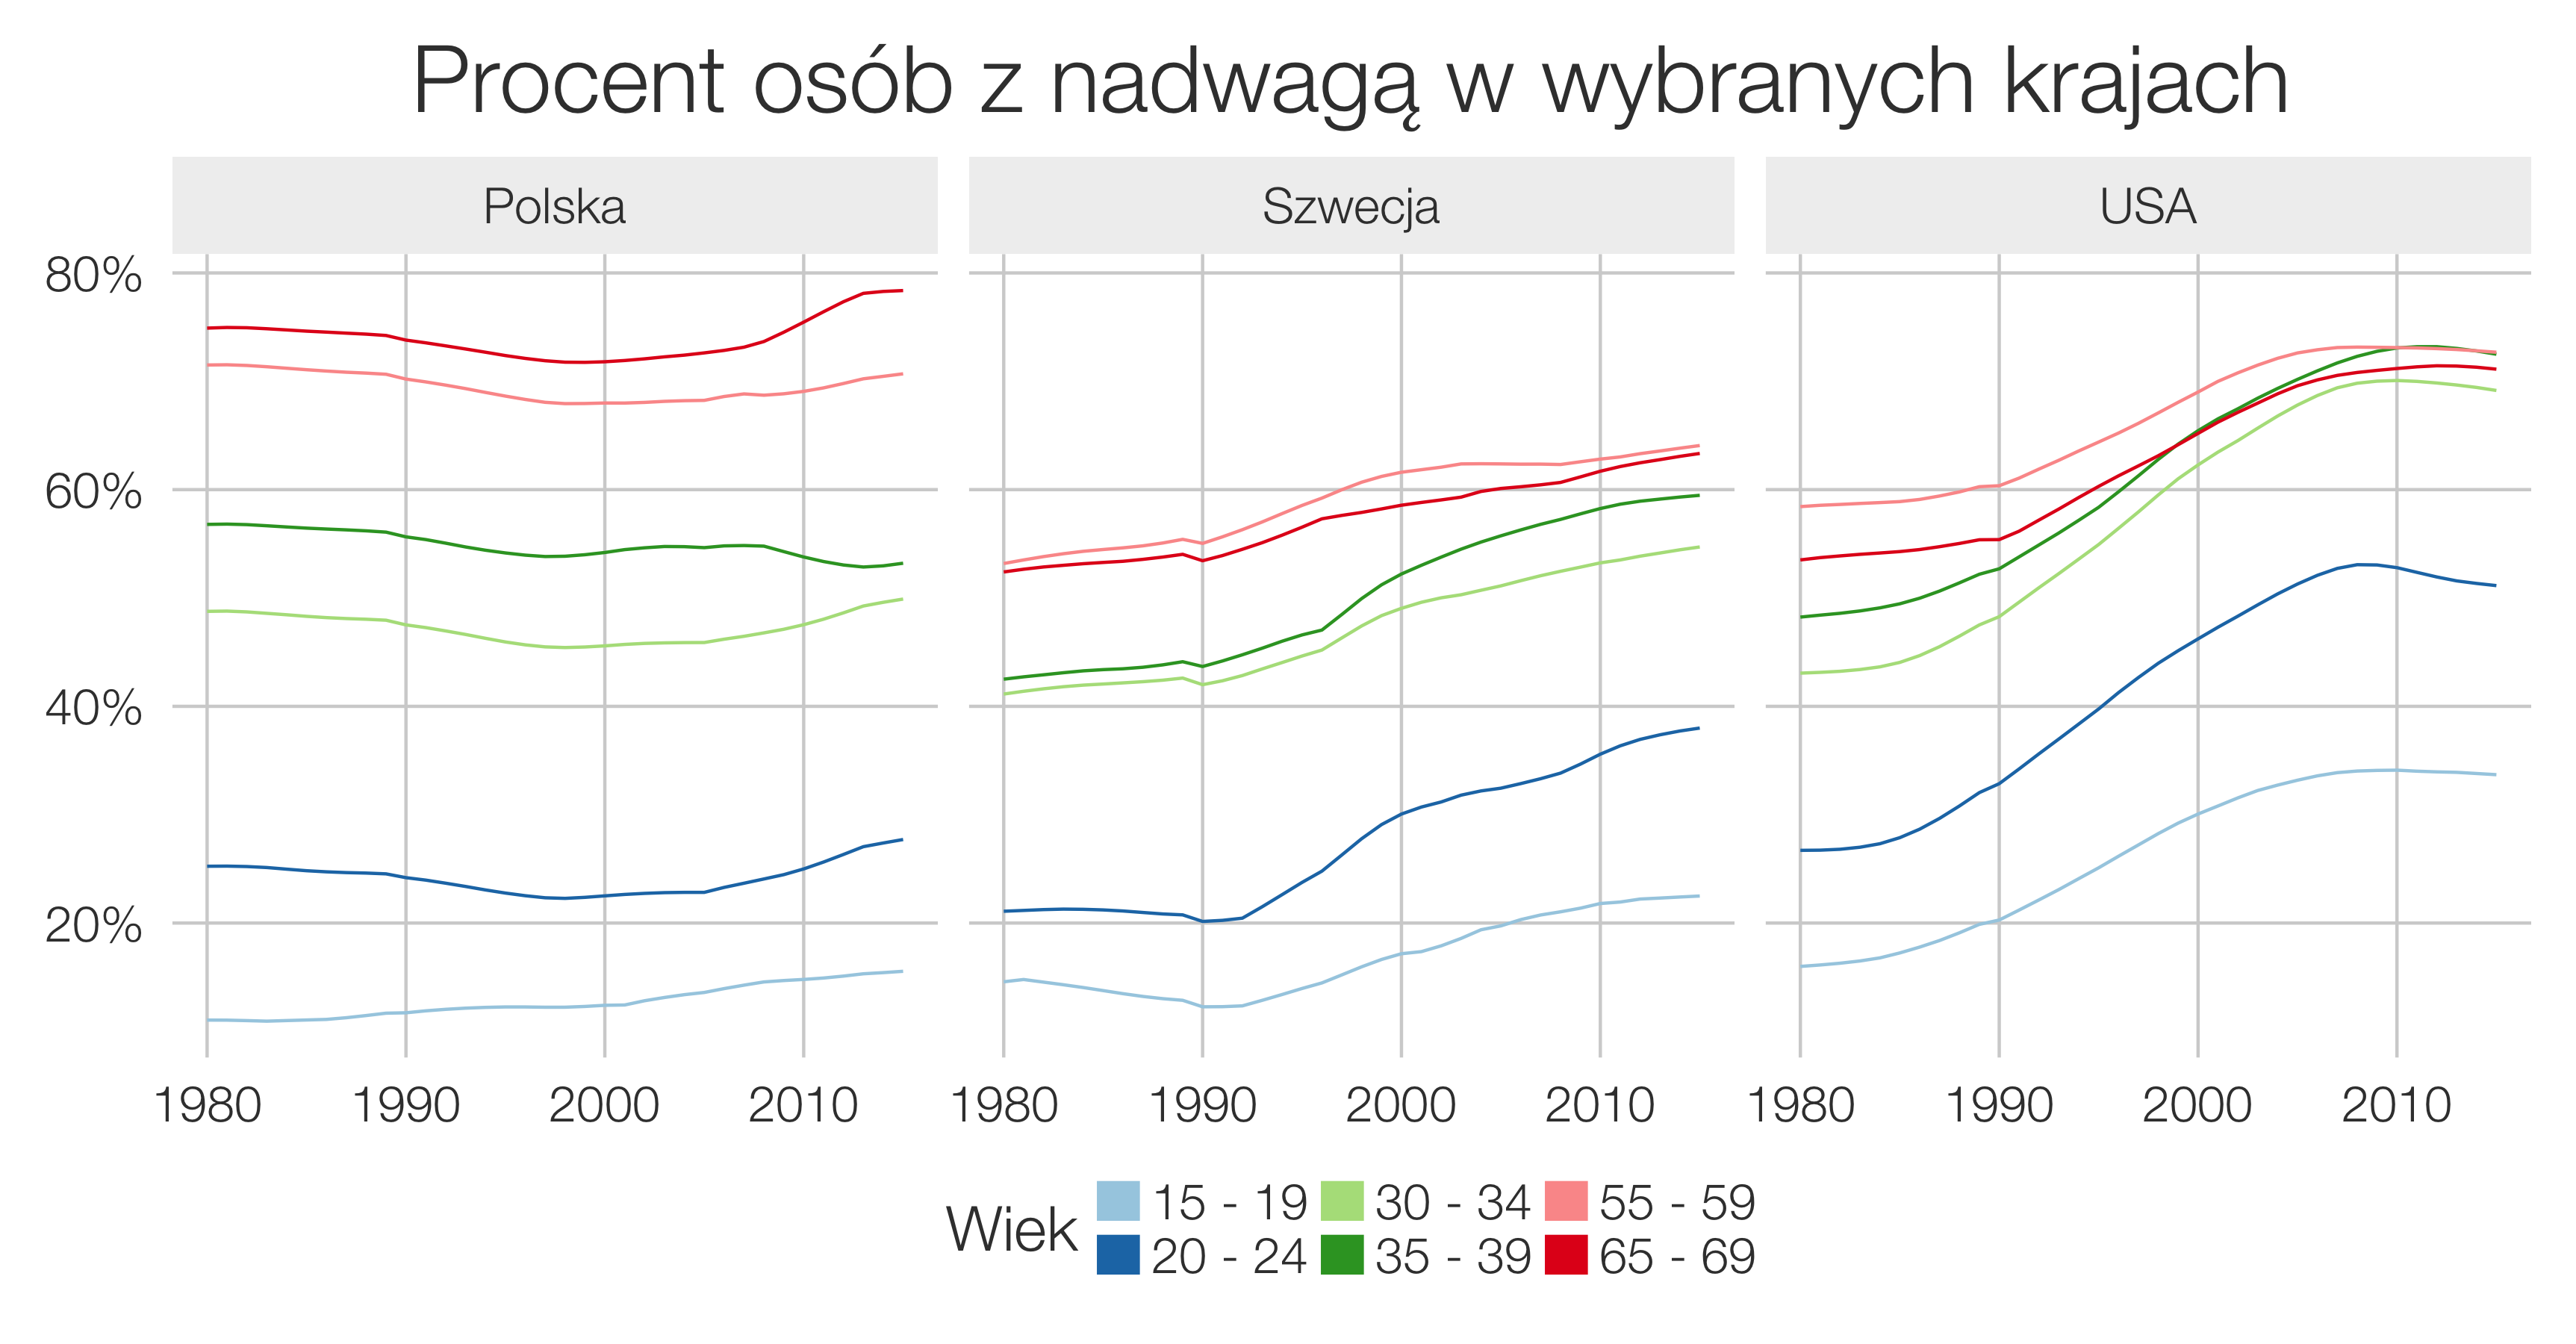 Procent osób z nadwagą w wybranych krajach
Polska
Szwecja
USA
80%
60%
40%
20%
1980 1990 2000 2010
1980 1990 2000 2010
1980 1990 2000 2010
Wiek
15 - 19 30 - 34 55 - 59
20 - 24 35 - 39 65 - 69